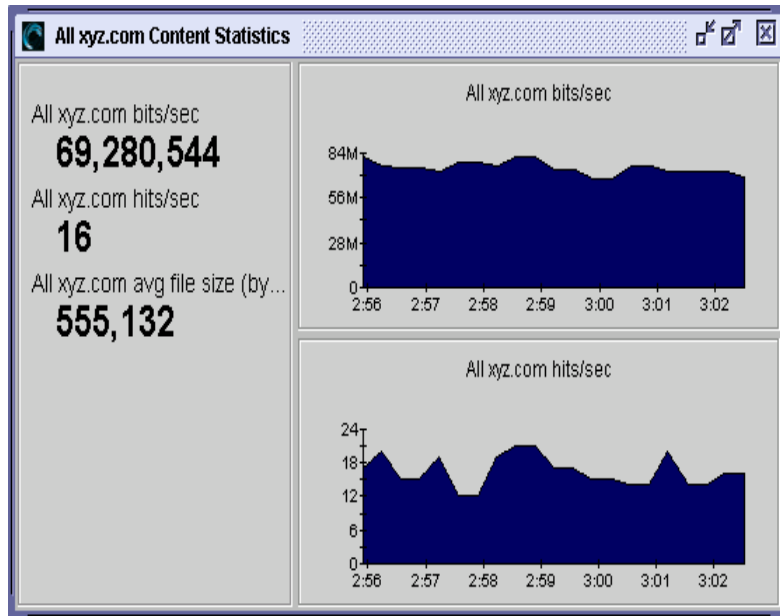 All xyz.com Content Statistics
All xyz.com bits/sec
69,280,544
All xyz.com hits/sec
16
All xyz.com avg file size (by...
555,132
All xyz.com bits/sec
84M
56M
28M
0
2:56 2:57 2:58 2:59 3:00 3:01 3:02
All xyz.com hits/sec
24
18
12
6
0
2:56 2:57 2:58 2:59 3:00 3:01 3:02